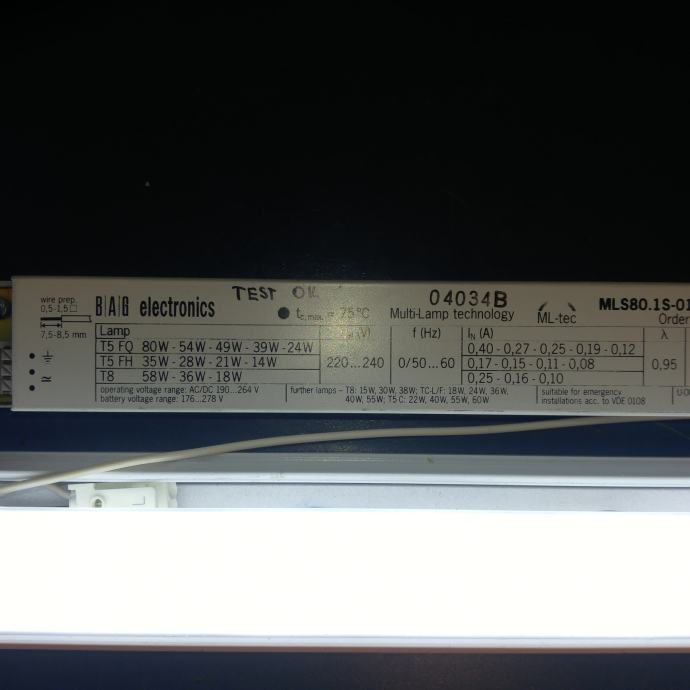 TEST OK
wire prep.
0,5-1,5
7,5-8,5 mm
BAG electronics
tc,max. = 75°C
04034B
Multi-Lamp technology
ML-tec
MLS80.1S-01
Order
Lamp (V) f (Hz) IN (A) λ
T5 FQ 80W - 54W - 49W - 39W - 24W 0,40 - 0,27 - 0,25 - 0,19 - 0,12
T5 FH 35W - 28W - 21W - 14W 220...240 0/50...60 0,17 - 0,15 - 0,11 - 0,08 0,95
T8 58W - 36W - 18W 0,25 - 0,16 - 0,10
operating voltage range: AC/DC 190...264 V
battery voltage range: 176...278 V
further lamps - T8: 15W, 30W, 38W; TC-L/F: 18W, 24W, 36W,
40W, 55W; T5 C: 22W, 40W, 55W, 60W
suitable for emergency
installations acc. to VDE 0108
L